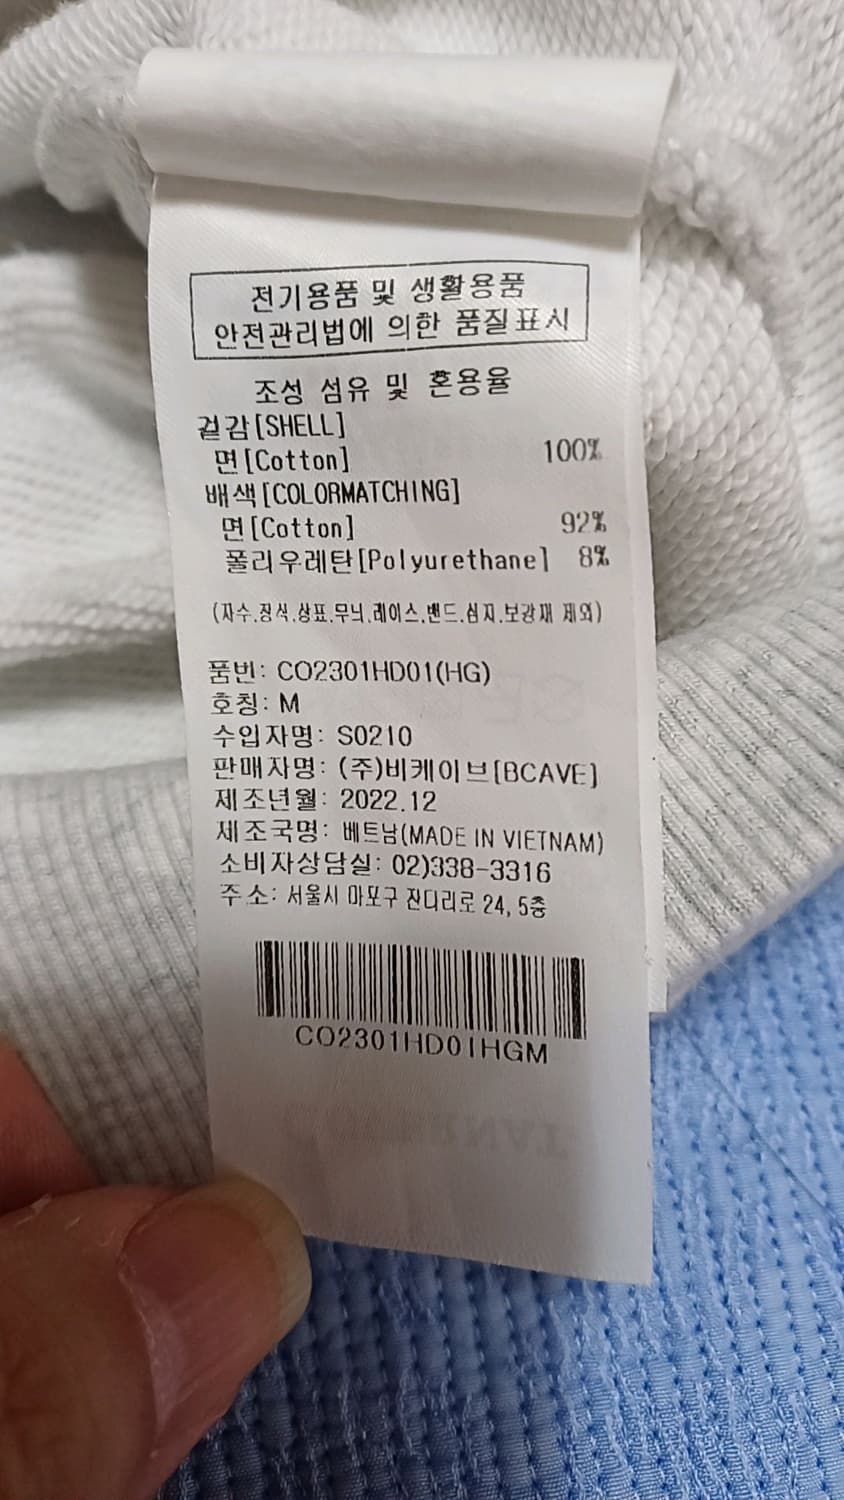 전기용품 및 생활용품
안전관리법에 의한 품질표시
조성 섬유 및 혼용율
겉감[SHELL]
면[Cotton] 100%
배색[COLORMATCHING]
면[Cotton] 92%
폴리우레탄[Polyurethane] 8%
(자수.장식.상표.무늬.레이스.밴드.심지.보강재 제외)
품번: CO2301HD01(HG)
호칭: M
수입자명: S0210
판매자명: (주)비케이브[BCAVE]
제조년월: 2022.12
제조국명: 베트남(MADE IN VIETNAM)
소비자상담실: 02)338-3316
주소: 서울시 마포구 잔다리로 24, 5층
CO2301HD01HGM